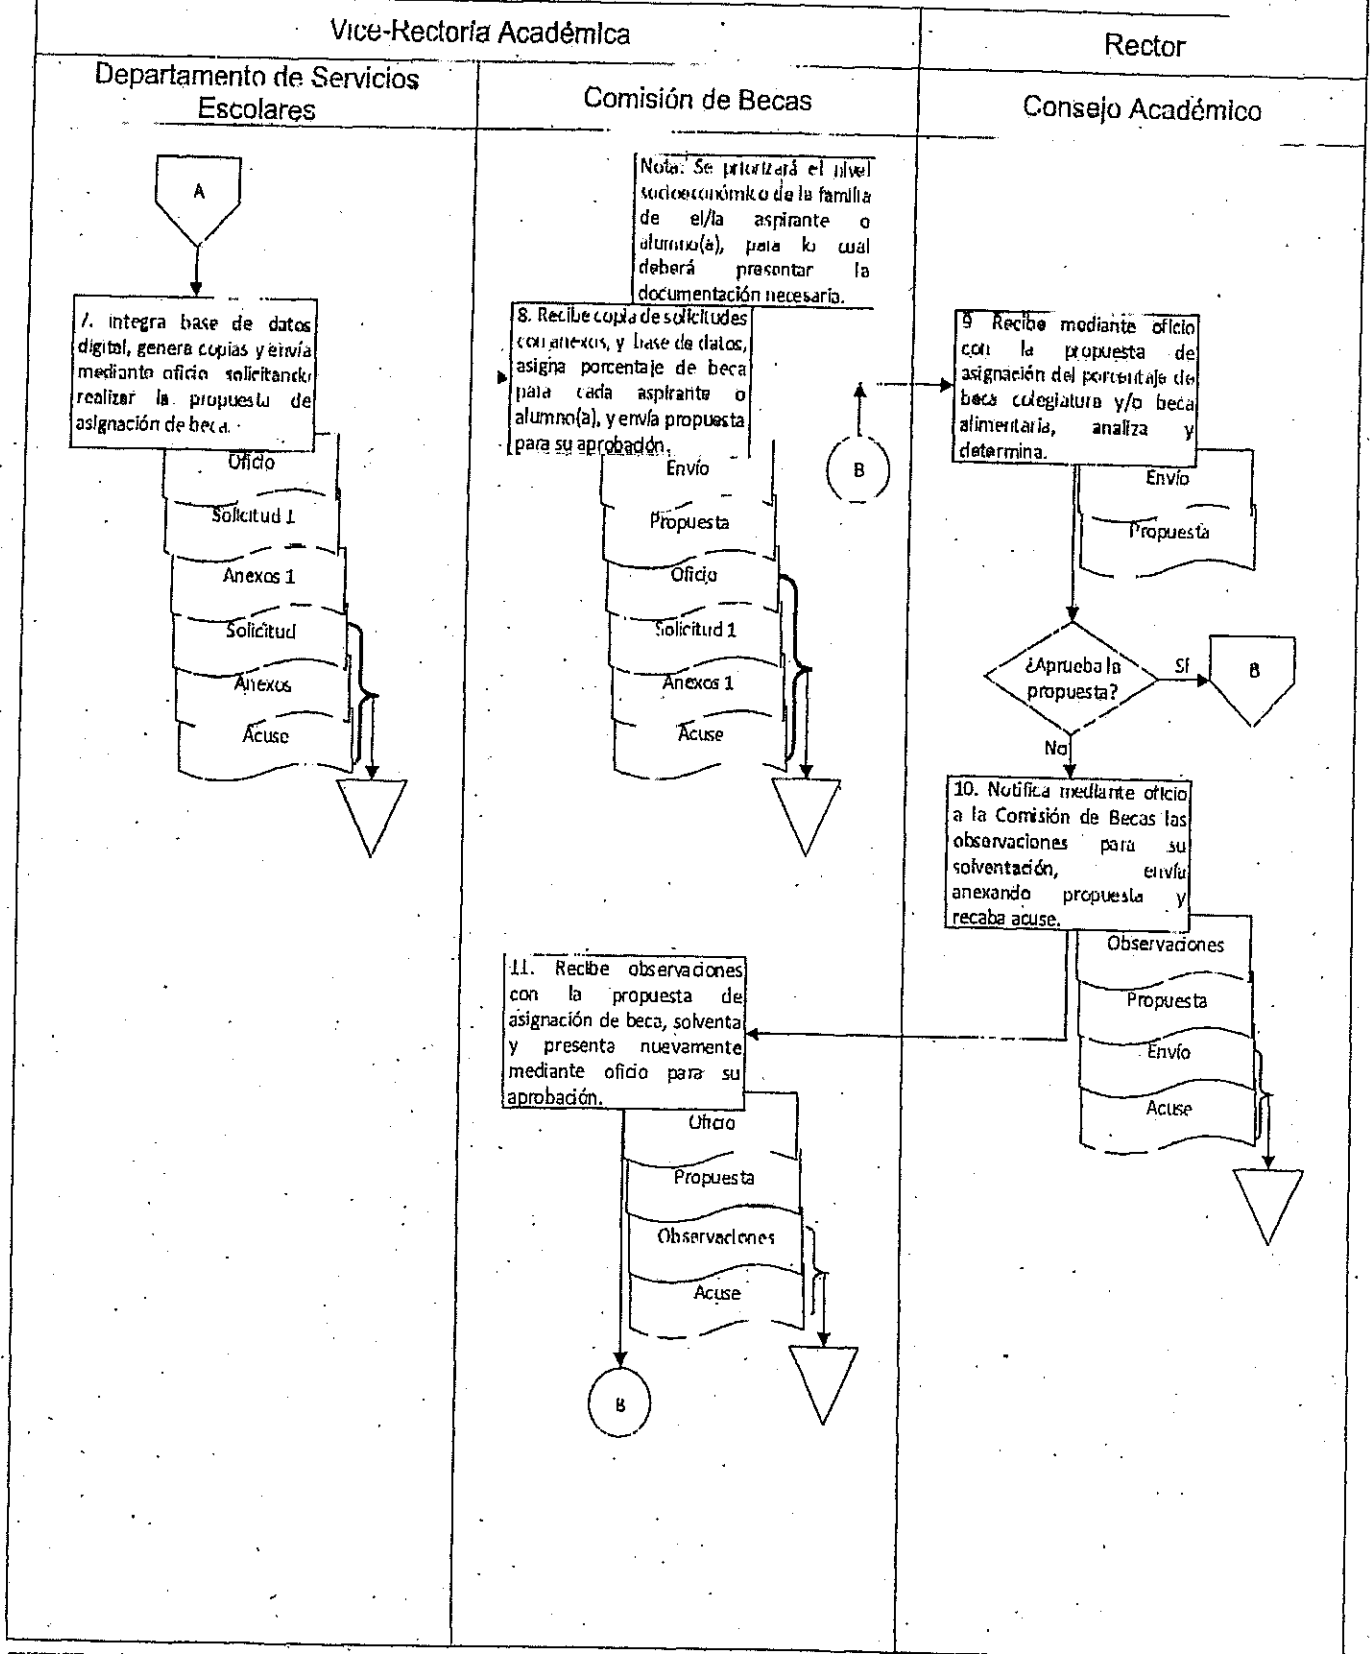 Vice-Rectoría Académica
Rector
Departamento de Servicios
Escolares
Comisión de Becas
Consejo Académico
A
7. integra base de datos
digital, genera copias y envía
mediante oficio solicitando
realizar la propuesta de
asignación de beca.
Oficio
Solicitud 1
Anexos 1
Solicitud
Anexos
Acuse
Nota: Se priorizará el nivel
socioeconómico de la familia
de el/la aspirante o
alumno(a), para lo cual
deberá presentar la
documentación necesaria.
8. Recibe copia de solicitudes
con anexos, y base de datos,
asigna porcentaje de beca
para cada aspirante o
alumno(a), y envía propuesta
para su aprobación.
Envío
Propuesta
Oficio
Solicitud 1
Anexos 1
Acuse
B
9 Recibe mediante oficio
con la propuesta de
asignación del porcentaje de
beca colegiatura y/o beca
alimentaria, analiza y
determina.
Envío
Propuesta
¿Aprueba la
propuesta?
Sí
B
No
10. Notifica mediante oficio
a la Comisión de Becas las
observaciones para su
solventación, envía
anexando propuesta y
recaba acuse.
Observaciones
Propuesta
Envío
Acuse
11. Recibe observaciones
con la propuesta de
asignación de beca, solventa
y presenta nuevamente
mediante oficio para su
aprobación.
Oficio
Propuesta
Observaciones
Acuse
B